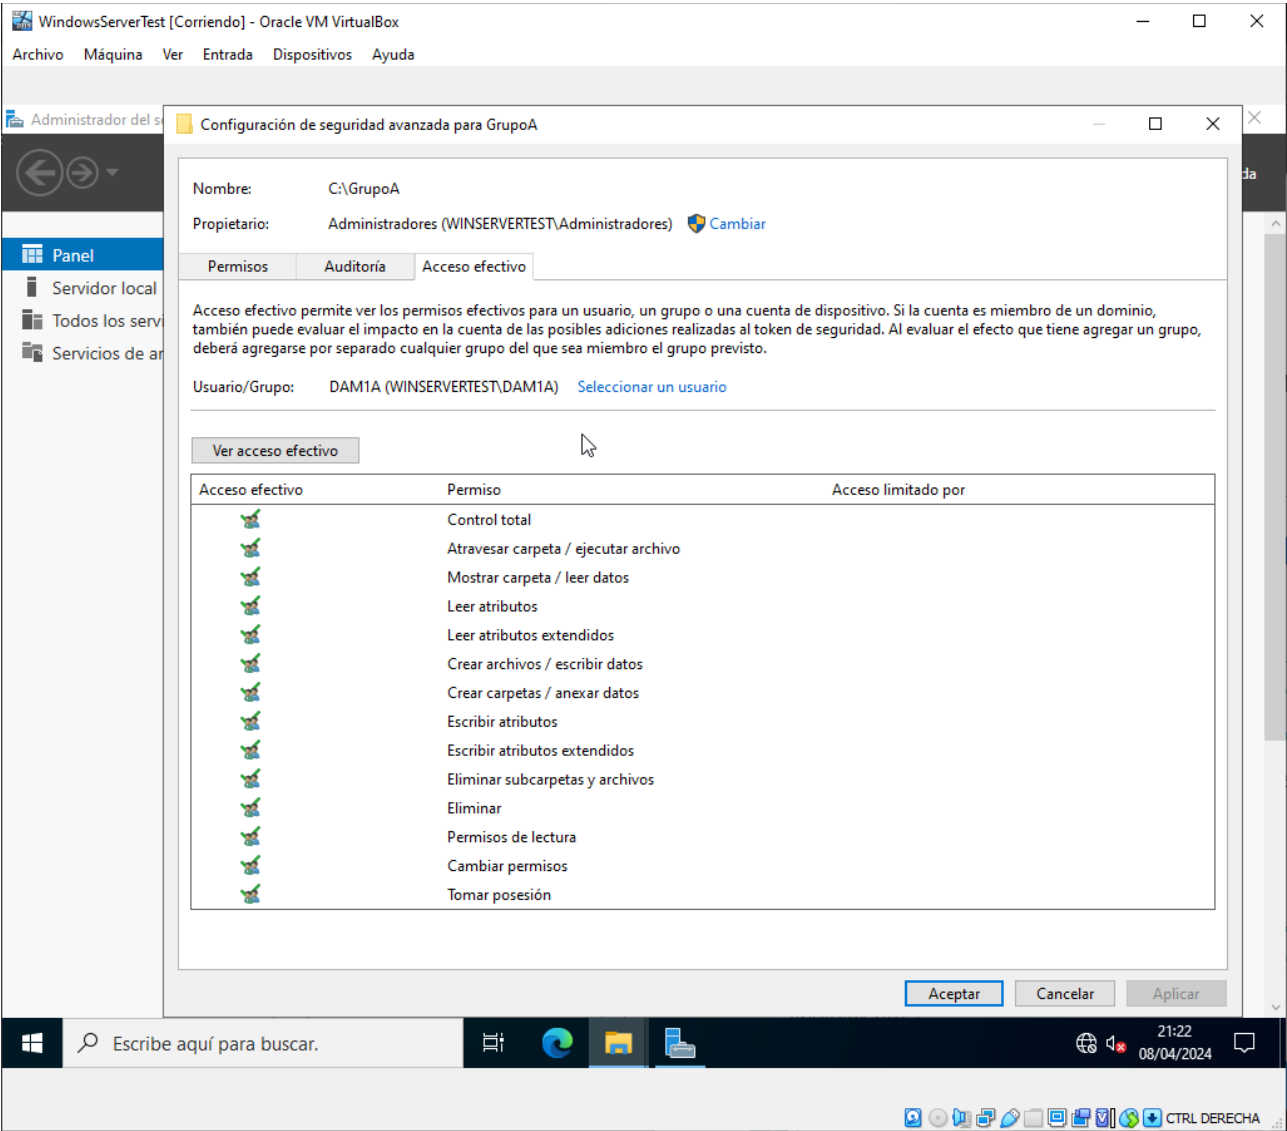 WindowsServerTest [Corriendo] - Oracle VM VirtualBox
Archivo Máquina Ver Entrada Dispositivos Ayuda
Administrador del
Configuración de seguridad avanzada para GrupoA
Nombre: C:\GrupoA
Propietario: Administradores (WINSERVERTEST\Administradores) Cambiar
Panel
Servidor local
Todos los servi
Servicios de ar
Permisos Auditoría Acceso efectivo
Acceso efectivo permite ver los permisos efectivos para un usuario, un grupo o una cuenta de dispositivo. Si la cuenta es miembro de un dominio,
también puede evaluar el impacto en la cuenta de las posibles adiciones realizadas al token de seguridad. Al evaluar el efecto que tiene agregar un grupo,
deberá agregarse por separado cualquier grupo del que sea miembro el grupo previsto.
Usuario/Grupo: DAM1A (WINSERVERTEST\DAM1A) Seleccionar un usuario
Ver acceso efectivo
Acceso efectivo Permiso Acceso limitado por
Control total
Atravesar carpeta / ejecutar archivo
Mostrar carpeta / leer datos
Leer atributos
Leer atributos extendidos
Crear archivos / escribir datos
Crear carpetas / anexar datos
Escribir atributos
Escribir atributos extendidos
Eliminar subcarpetas y archivos
Eliminar
Permisos de lectura
Cambiar permisos
Tomar posesión
Aceptar Cancelar Aplicar
Escribe aquí para buscar.
21:22
08/04/2024
CTRL DERECHA